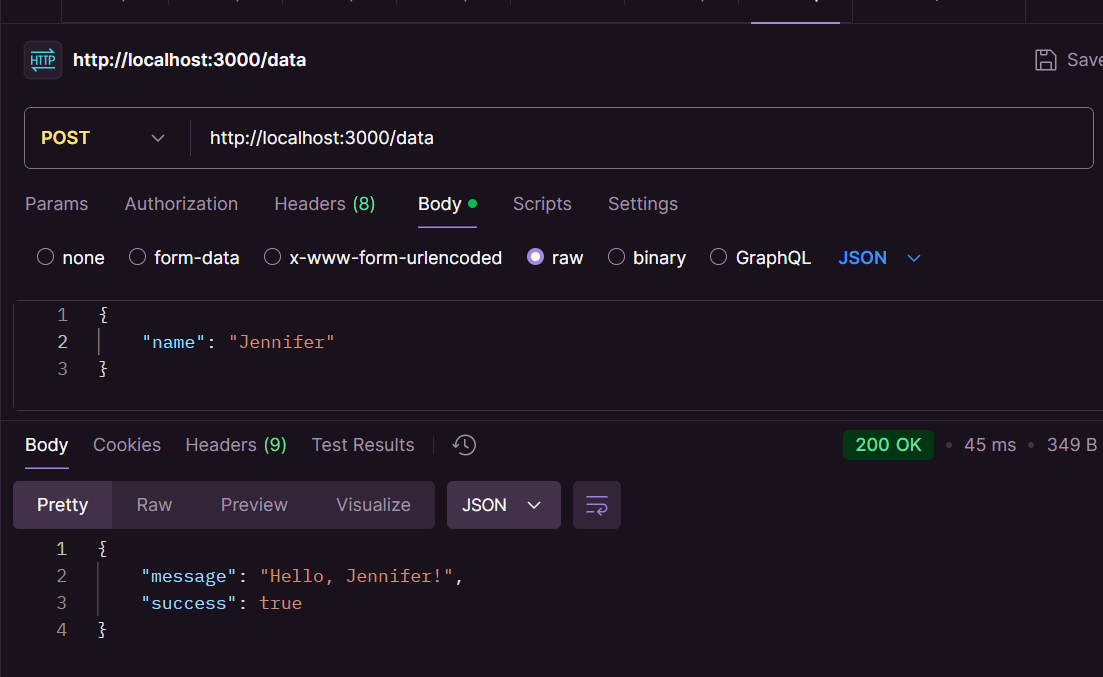 HTTP http://localhost:3000/data Save
POST http://localhost:3000/data
Params Authorization Headers (8) Body Scripts Settings
none form-data x-www-form-urlencoded raw binary GraphQL JSON
1 {
2 "name": "Jennifer"
3 }
Body Cookies Headers (9) Test Results 200 OK • 45 ms • 349 B
Pretty Raw Preview Visualize JSON
1 {
2 "message": "Hello, Jennifer!",
3 "success": true
4 }